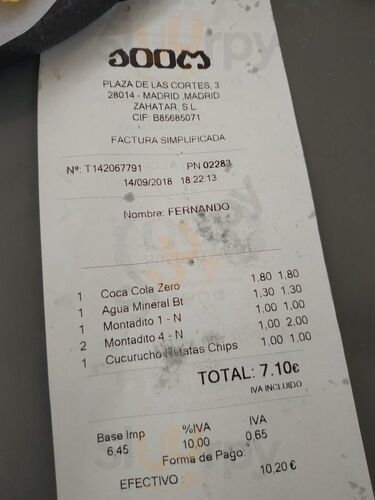 PLAZA DE LAS CORTES, 3
28014 - MADRID ,MADRID
ZAHATAR, S.L.
CIF: B85685071
FACTURA SIMPLIFICADA
Nº: T142067791 PN 02283
14/09/2018 18:22:13
Nombre: FERNANDO
1 Coca Cola Zero 1,80 1,80
1 Agua Mineral Bt 1,30 1,30
1 Montadito 1 - N 1,00 1,00
2 Montadito 4 - N 1,00 2,00
1 Cucurucho Patatas Chips 1,00 1,00
TOTAL: 7,10€
IVA INCLUIDO
Base Imp %IVA IVA
6,45 10,00 0,65
Forma de Pago
EFECTIVO 10,20 €